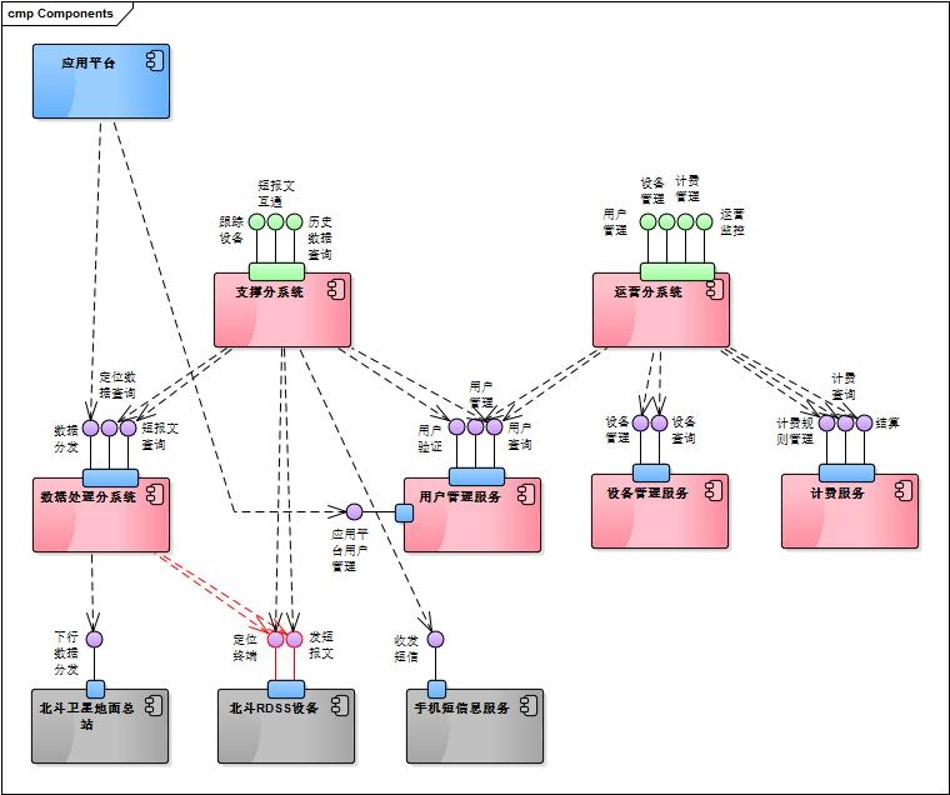 cmp Components
应用平台
短报文
互通
跟踪
设备
历史
数据
查询
设备
管理
计费
管理
用户
管理
运营
监控
支撑分系统
运营分系统
定位数
据查询
数据
分发
短报文
查询
用户
管理
用户
验证
用户
查询
设备
管理
设备
查询
计费
查询
计费规
则管理
结算
数据处理分系统
用户管理服务
设备管理服务
计费服务
应用平
台用户
管理
下行
数据
分发
定位
终端
发短
报文
收发
短信
北斗卫星地面总
站
北斗RDSS设备
手机短信息服务